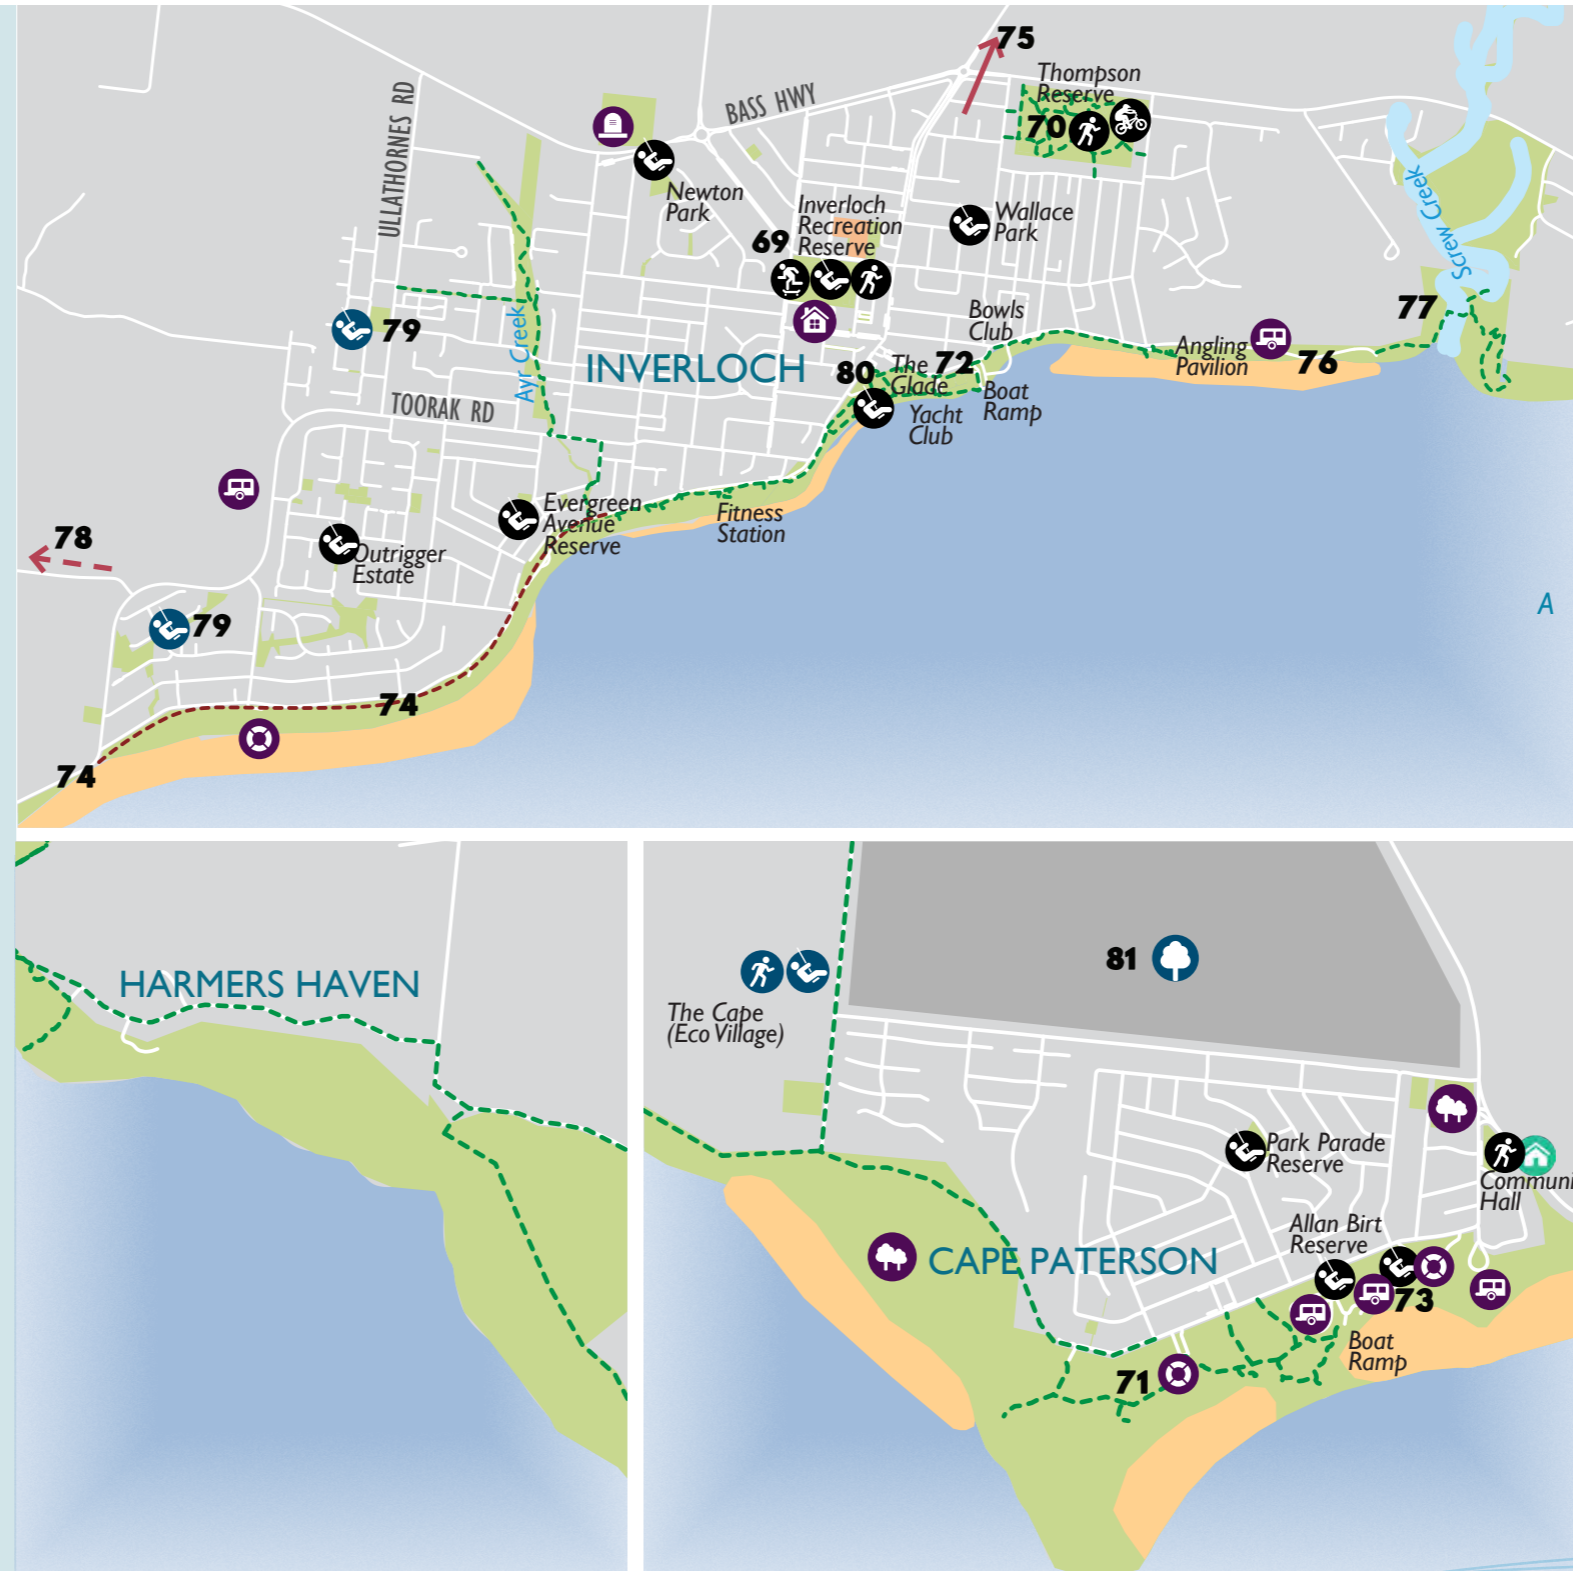 75
Thompson
Reserve
BASS HWY
70
ULLATHORNES RD
Newton
Park
Inverloch
Recreation
Reserve
69
Wallace
Park
Screw Creek
77
79
Ayr Creek
INVERLOCH
Bowls
Club
80
The
Glade
72
Angling
Pavilion
76
Boat
Ramp
Yacht
Club
TOORAK RD
Evergreen
Avenue
Reserve
Fitness
Station
78
Outrigger
Estate
A
79
74
74
HARMERS HAVEN
81
The Cape
(Eco Village)
Park Parade
Reserve
Communi
Hall
Allan Birt
Reserve
CAPE PATERSON
73
Boat
Ramp
71